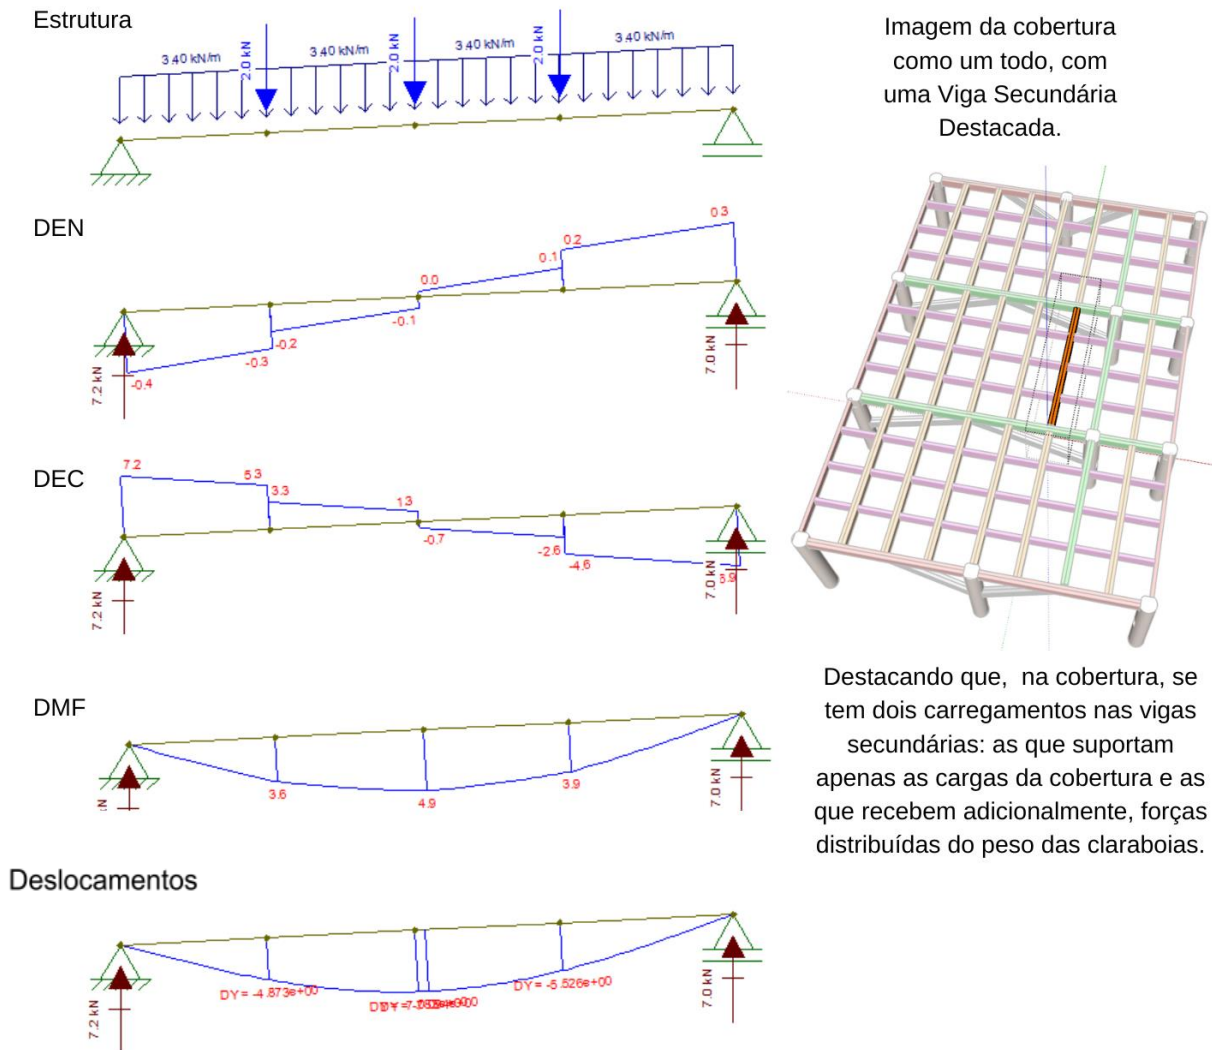 Estrutura
3.40 kN/m
2.0 kN
3.40 kN/m
2.0 kN
3.40 kN/m
2.0 kN
3.40 kN/m
Imagem da cobertura
como um todo, com
uma Viga Secundária
Destacada.
DEN
-0.4
-0.3
-0.2
-0.1
0.0
0.1
0.2
0.3
7.2 kN
7.0 kN
DEC
7.2
5.3
3.3
1.3
-0.7
-2.6
-4.6
7.2 kN
7.0 kN
DMF
3.6
4.9
3.9
7.0 kN
Destacando que, na cobertura, se
tem dois carregamentos nas vigas
secundárias: as que suportam
apenas as cargas da cobertura e as
que recebem adicionalmente, forças
distribuídas do peso das claraboias.
Deslocamentos
DY = -4.873e+00
DY = -5.526e+00
7.2 kN
7.0 kN